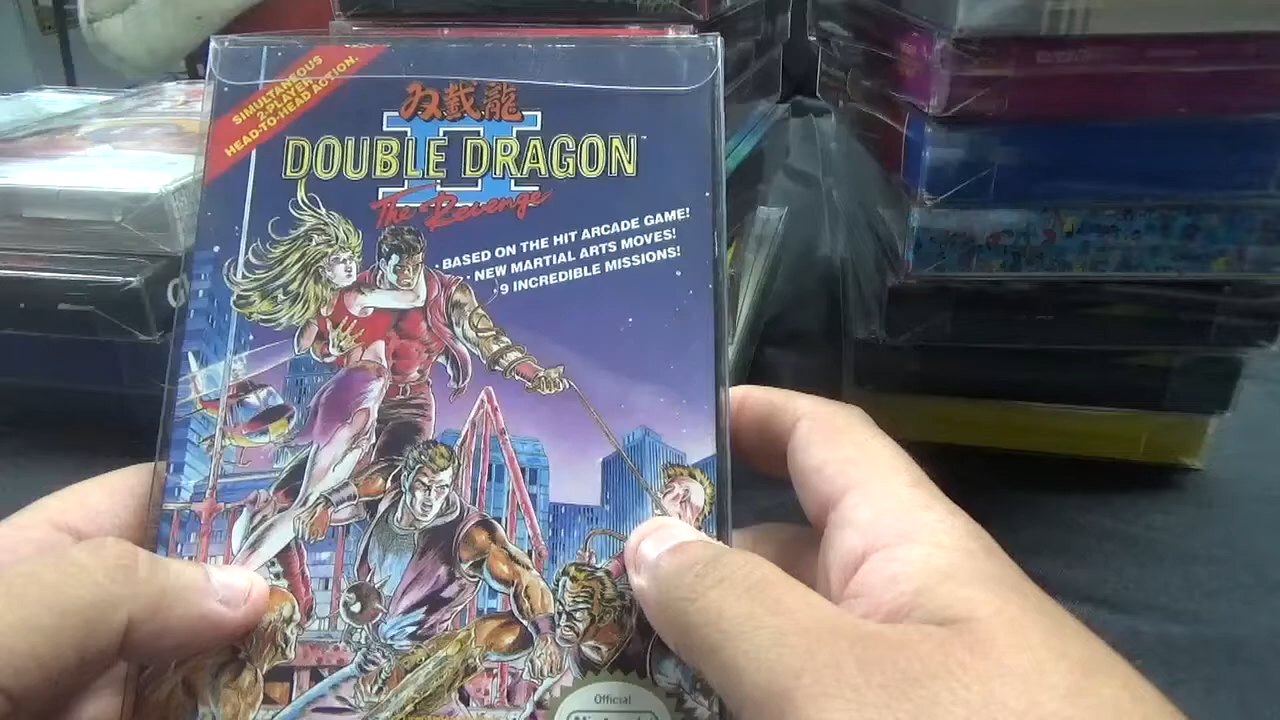 SIMULTANEOUS
2-PLAYER
HEAD-TO-HEAD ACTION.
双截龍
II
DOUBLE DRAGON™
The Revenge
· BASED ON THE HIT ARCADE GAME!
· NEW MARTIAL ARTS MOVES!
· 9 INCREDIBLE MISSIONS!
Official